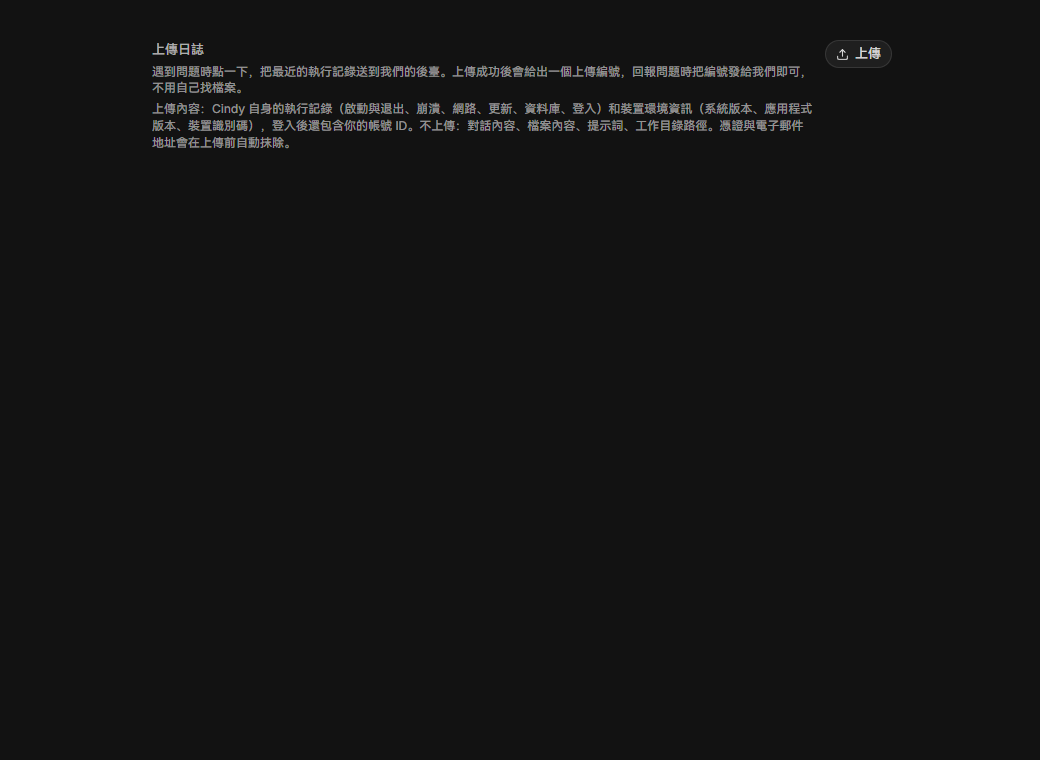 上傳日誌
上傳
遇到問題時點一下，把最近的執行記錄送到我們的後臺。上傳成功後會給出一個上傳編號，回報問題時把編號發給我們即可，
不用自己找檔案。
上傳內容：Cindy 自身的執行記錄（啟動與退出、崩潰、網路、更新、資料庫、登入）和裝置環境資訊（系統版本、應用程式
版本、裝置識別碼），登入後還包含你的帳號 ID。不上傳：對話內容、檔案內容、提示詞、工作目錄路徑。憑證與電子郵件
地址會在上傳前自動抹除。